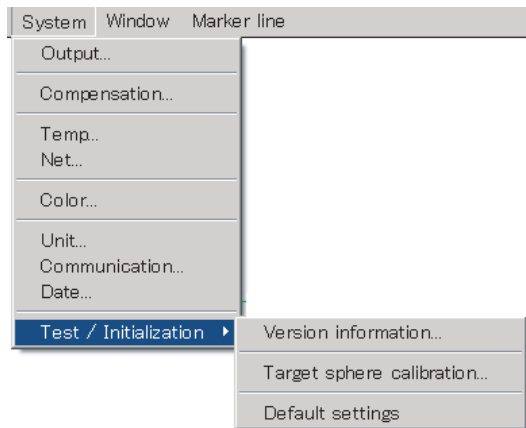 System Window Marker line
Output...
Compensation...
Temp...
Net...
Color...
Unit...
Communication...
Date...
Test / Initialization
Version information...
Target sphere calibration...
Default settings